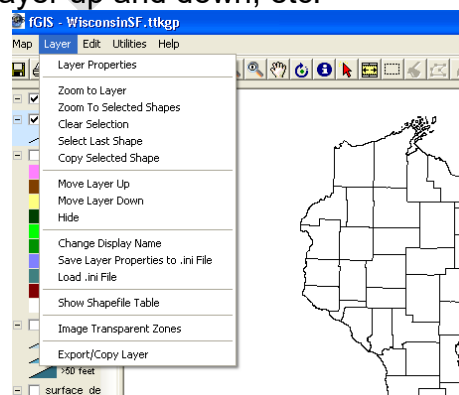 layer up and down, etc.
fGIS - WisconsinSF.ttkgp
Map Layer Edit Utilities Help
Layer Properties
Zoom to Layer
Zoom To Selected Shapes
Clear Selection
Select Last Shape
Copy Selected Shape
Move Layer Up
Move Layer Down
Hide
Change Display Name
Save Layer Properties to .ini File
Load .ini File
Show Shapefile Table
Image Transparent Zones
Export/Copy Layer
>50 feet
surface de